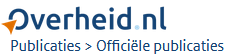 Overheid.nl
Publicaties > Officiële publicaties